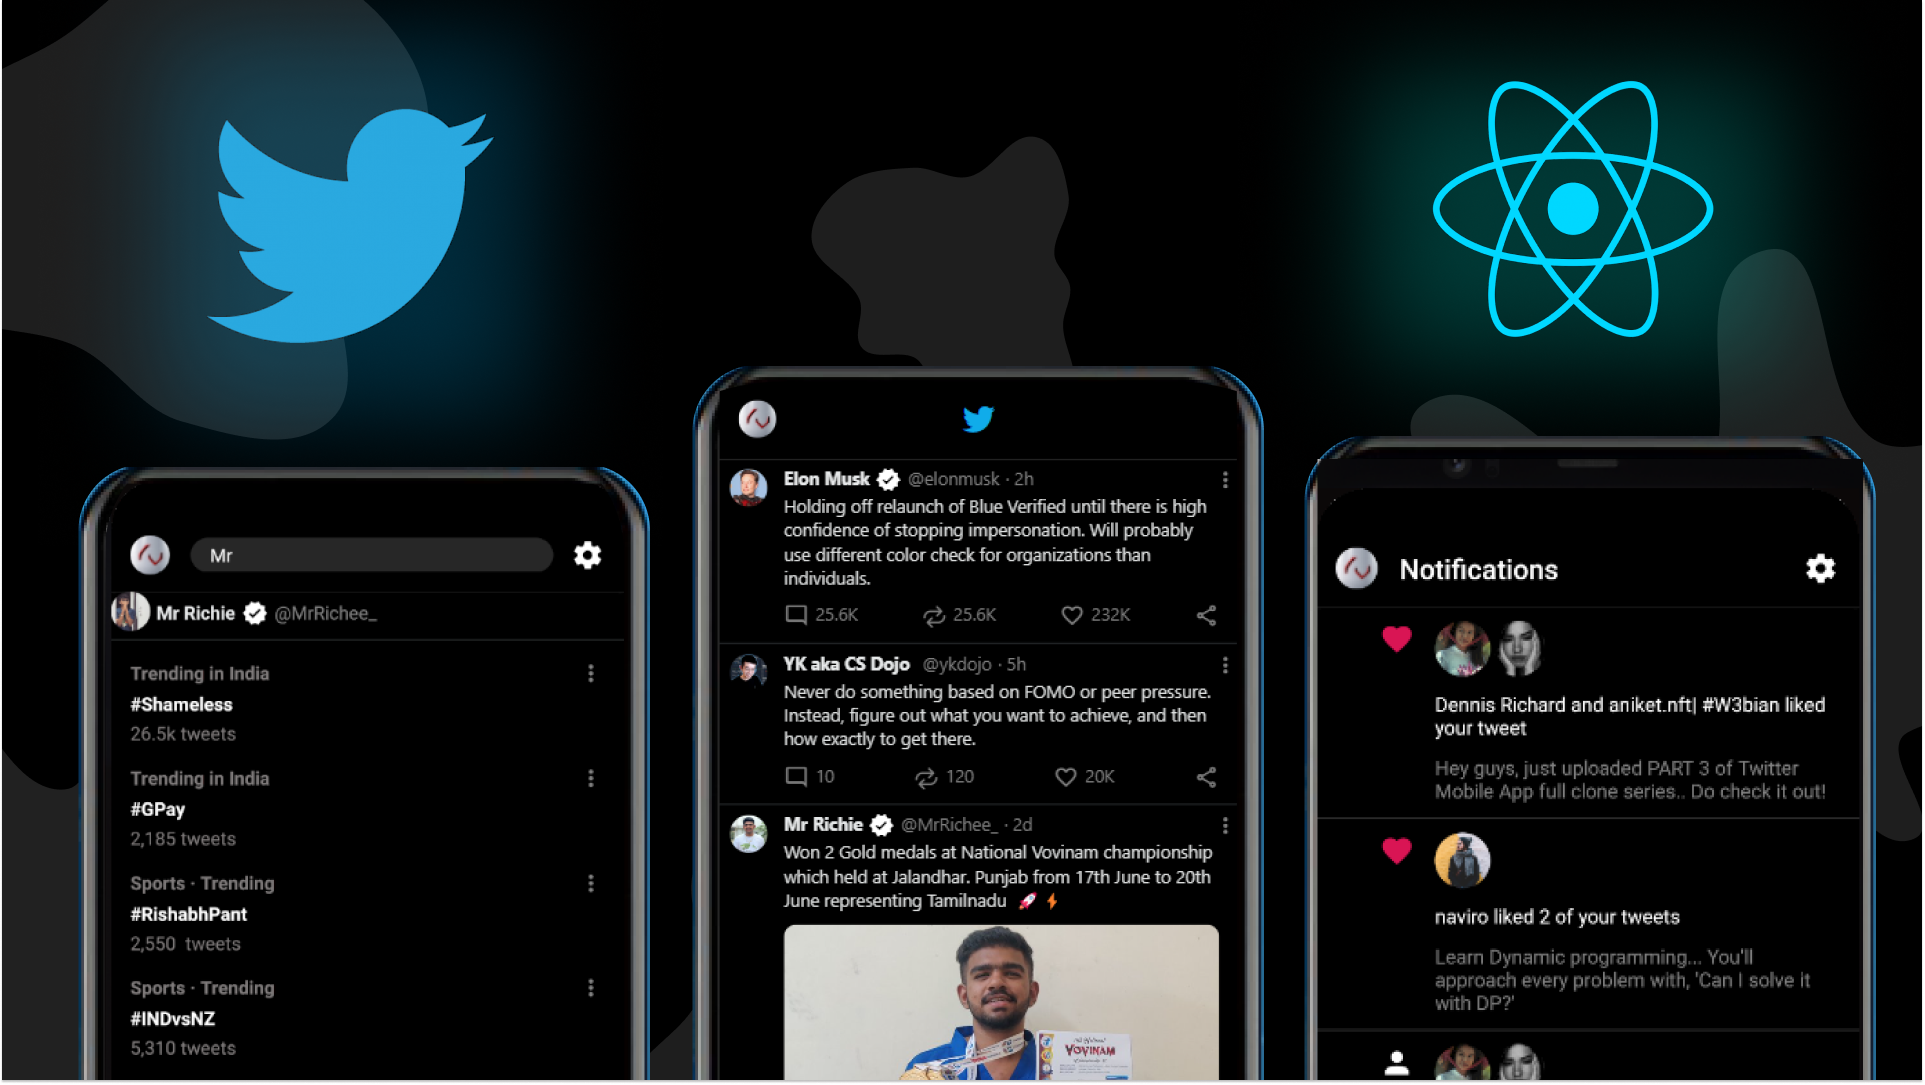 Mr
Mr Richie @MrRichee_
Trending in India
#Shameless
26.5k tweets
Trending in India
#GPay
2,185 tweets
Sports · Trending
#RishabhPant
2,550 tweets
Sports · Trending
#INDvsNZ
5,310 tweets
Elon Musk @elonmusk · 2h
Holding off relaunch of Blue Verified until there is high
confidence of stopping impersonation. Will probably
use different color check for organizations than
individuals.
25.6K 25.6K 232K
YK aka CS Dojo @ykdojo · 5h
Never do something based on FOMO or peer pressure.
Instead, figure out what you want to achieve, and then
how exactly to get there.
10 120 20K
Mr Richie @MrRichee_ · 2d
Won 2 Gold medals at National Vovinam championship
which held at Jalandhar. Punjab from 17th June to 20th
June representing Tamilnadu 🚀⚡
VOVINAM
Notifications
Dennis Richard and aniket.nft| #W3bian liked
your tweet
Hey guys, just uploaded PART 3 of Twitter
Mobile App full clone series.. Do check it out!
naviro liked 2 of your tweets
Learn Dynamic programming... You'll
approach every problem with, 'Can I solve it
with DP?'